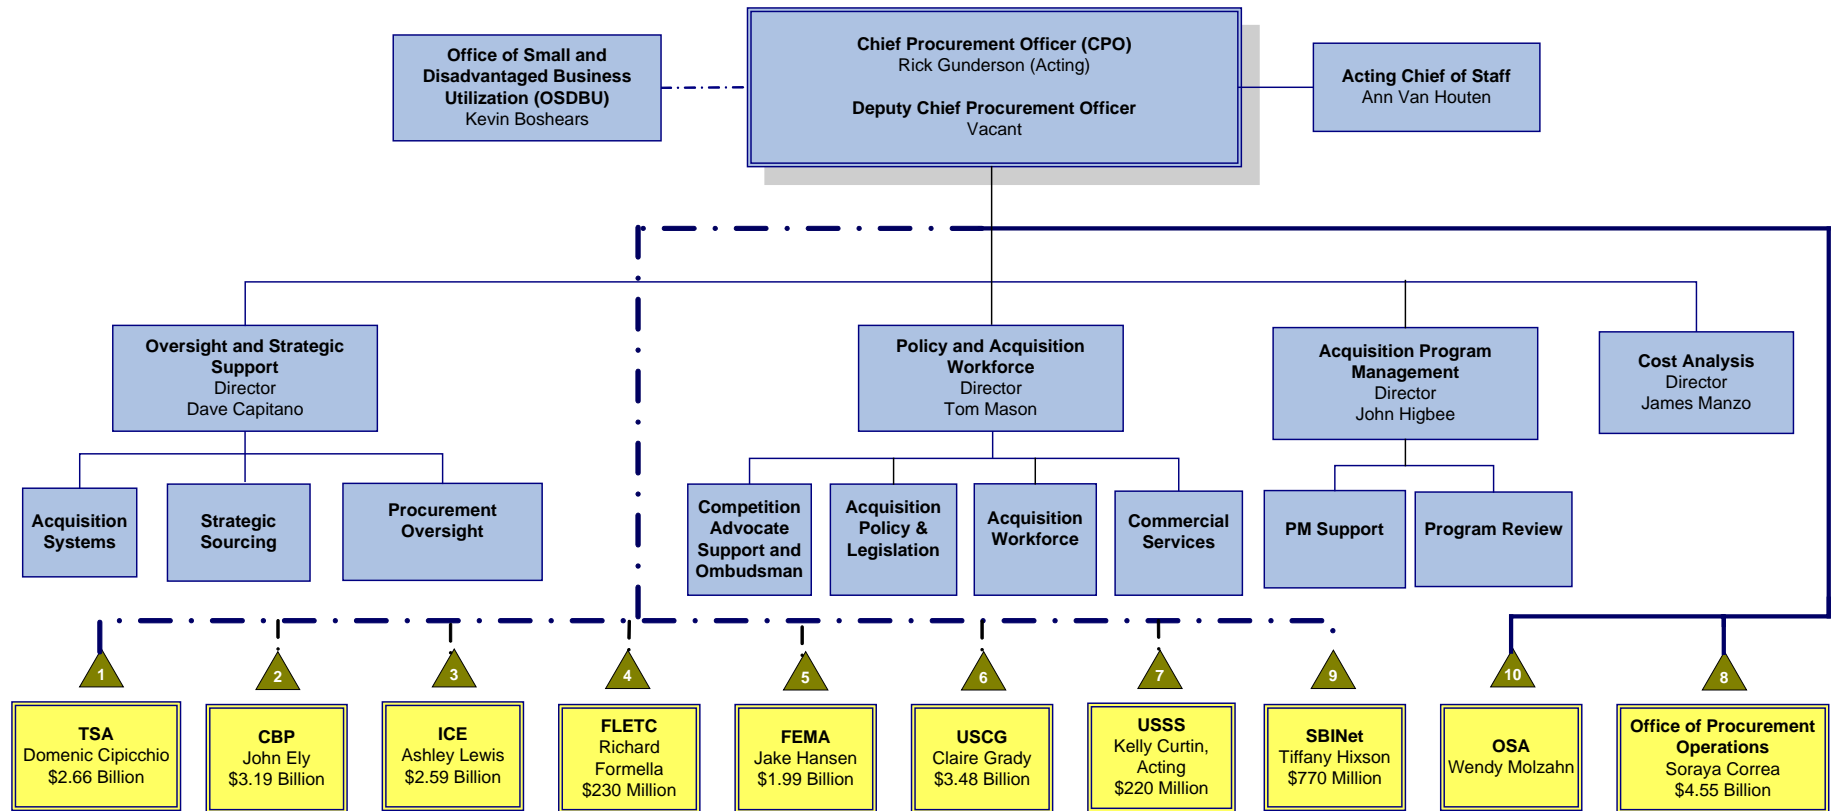 Office of Small and
Disadvantaged Business
Utilization (OSDBU)
Kevin Boshears
Chief Procurement Officer (CPO)
Rick Gunderson (Acting)
Deputy Chief Procurement Officer
Vacant
Acting Chief of Staff
Ann Van Houten
Oversight and Strategic
Support
Director
Dave Capitano
Policy and Acquisition
Workforce
Director
Tom Mason
Acquisition Program
Management
Director
John Higbee
Cost Analysis
Director
James Manzo
Acquisition
Systems
Strategic
Sourcing
Procurement
Oversight
Competition
Advocate
Support and
Ombudsman
Acquisition
Policy &
Legislation
Acquisition
Workforce
Commercial
Services
PM Support
Program Review
1
2
3
4
5
6
7
9
10
8
TSA
Domenic Cipicchio
$2.66 Billion
CBP
John Ely
$3.19 Billion
ICE
Ashley Lewis
$2.59 Billion
FLETC
Richard
Formella
$230 Million
FEMA
Jake Hansen
$1.99 Billion
USCG
Claire Grady
$3.48 Billion
USSS
Kelly Curtin,
Acting
$220 Million
SBINet
Tiffany Hixson
$770 Million
OSA
Wendy Molzahn
Office of Procurement
Operations
Soraya Correa
$4.55 Billion